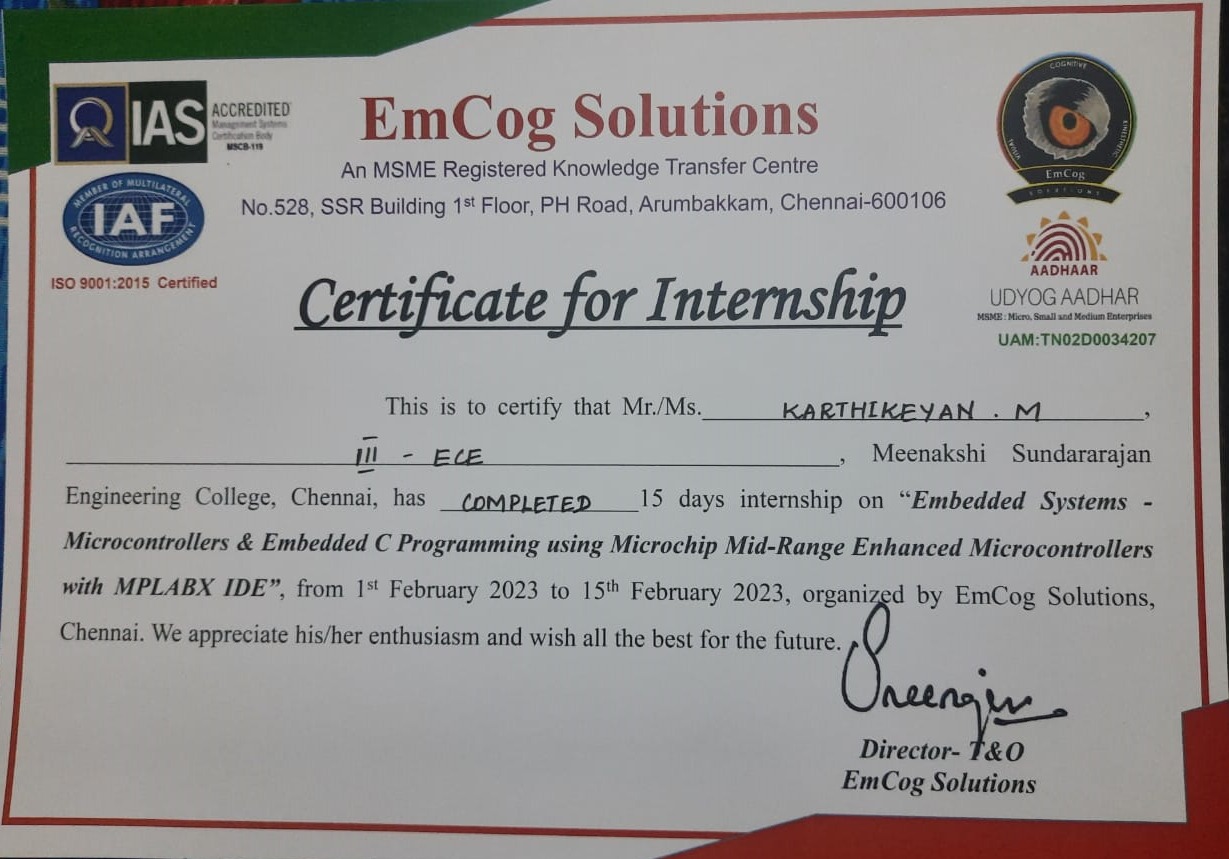 IAS
ACCREDITED
Management Systems
Certification Body
MSCB-119
MEMBER OF MULTILATERAL
IAF
RECOGNITION ARRANGEMENT
ISO 9001:2015 Certified
EmCog Solutions
An MSME Registered Knowledge Transfer Centre
No.528, SSR Building 1st Floor, PH Road, Arumbakkam, Chennai-600106
COGNITIVE
VISUAL
KINESTHETIC
EmCog
SOLUTIONS
AADHAAR
UDYOG AADHAR
MSME : Micro, Small and Medium Enterprises
UAM:TN02D0034207
Certificate for Internship
This is to certify that Mr./Ms. KARTHIKEYAN . M ,
III - ECE , Meenakshi Sundararajan
Engineering College, Chennai, has COMPLETED 15 days internship on “Embedded Systems -
Microcontrollers & Embedded C Programming using Microchip Mid-Range Enhanced Microcontrollers
with MPLABX IDE”, from 1st February 2023 to 15th February 2023, organized by EmCog Solutions,
Chennai. We appreciate his/her enthusiasm and wish all the best for the future.
Director- T&O
EmCog Solutions